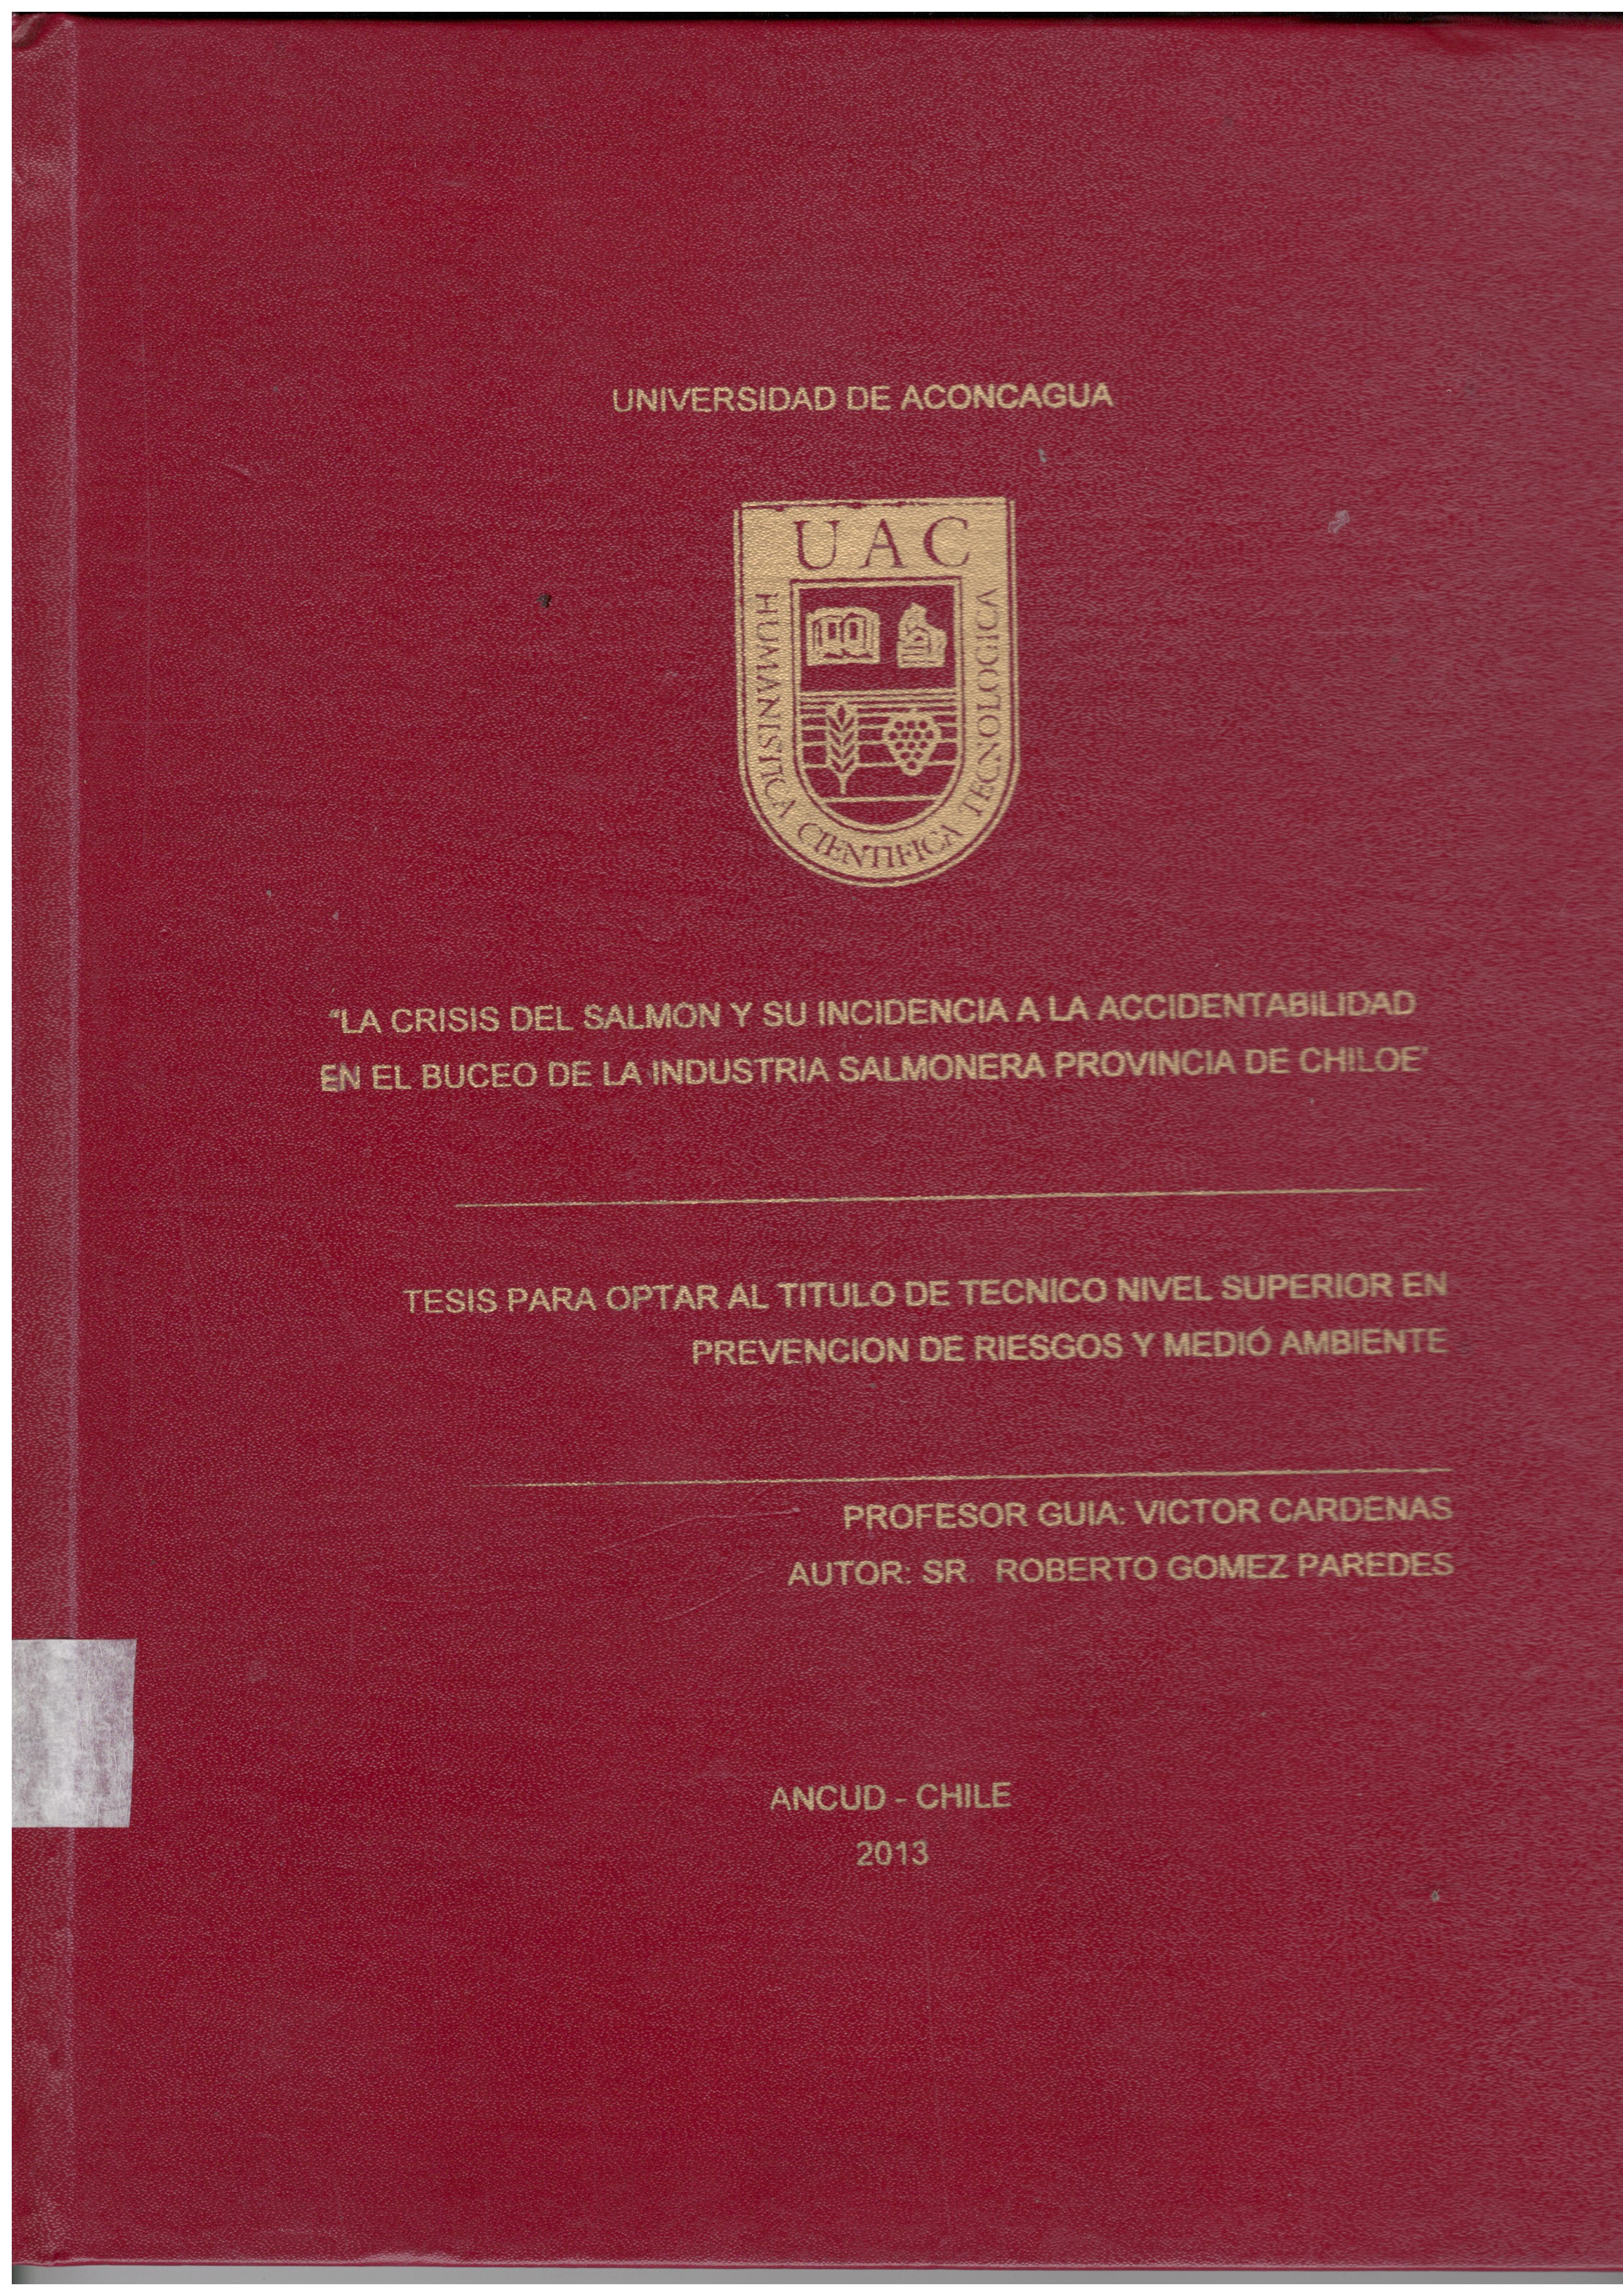 UNIVERSIDAD DE ACONCAGUA
UAC
HUMANISTICA CIENTIFICA TECNOLOGICA
“LA CRISIS DEL SALMON Y SU INCIDENCIA A LA ACCIDENTABILIDAD
EN EL BUCEO DE LA INDUSTRIA SALMONERA PROVINCIA DE CHILOE”
TESIS PARA OPTAR AL TITULO DE TECNICO NIVEL SUPERIOR EN
PREVENCION DE RIESGOS Y MEDIÓ AMBIENTE
PROFESOR GUIA: VICTOR CARDENAS
AUTOR: SR. ROBERTO GOMEZ PAREDES
ANCUD - CHILE
2013